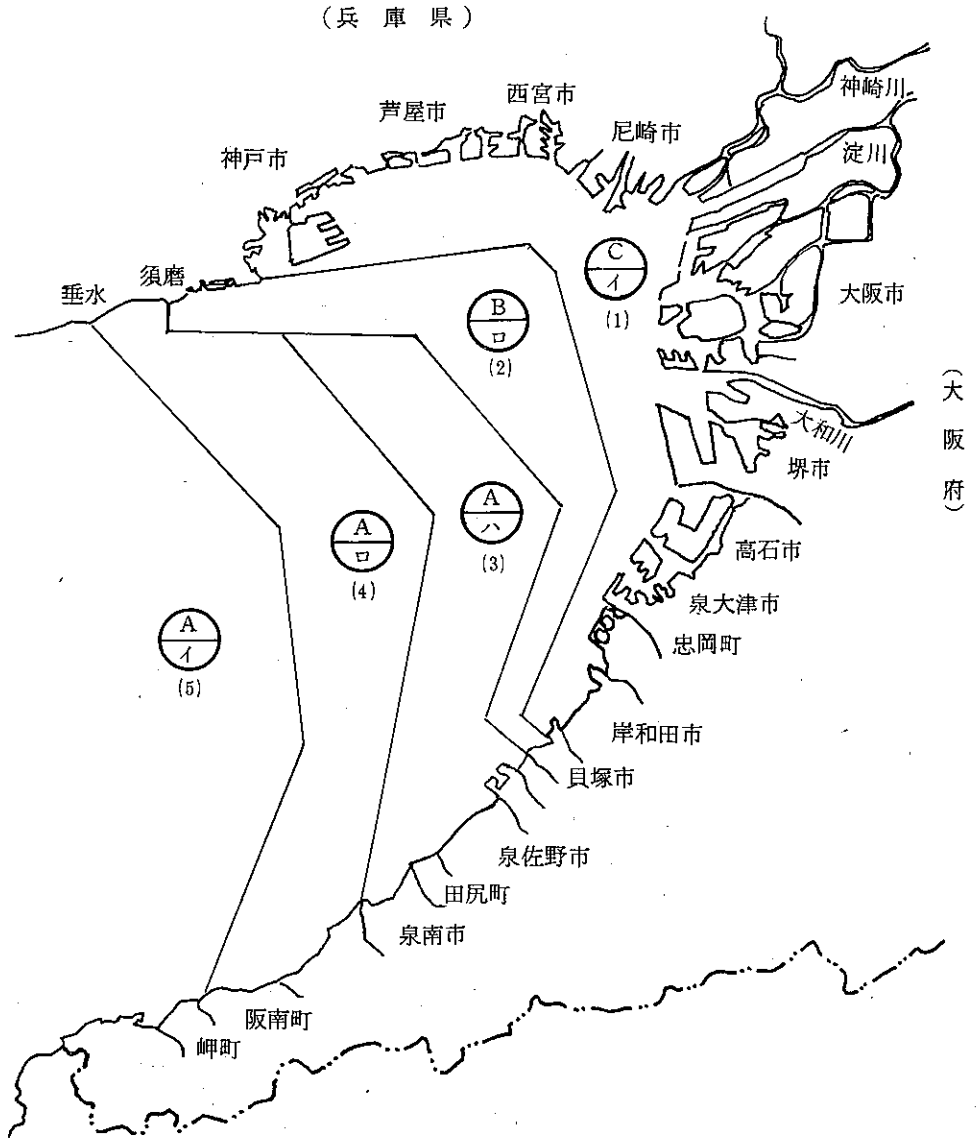 (兵庫県)
西宮市
芦屋市
尼崎市
神戸市
神崎川
淀川
須磨
垂水
C
イ
(1)
大阪市
B
ロ
(2)
(大阪府)
大和川
堺市
A
ハ
(3)
A
ロ
(4)
高石市
泉大津市
忠岡町
A
イ
(5)
岸和田市
貝塚市
泉佐野市
田尻町
泉南市
阪南町
岬町